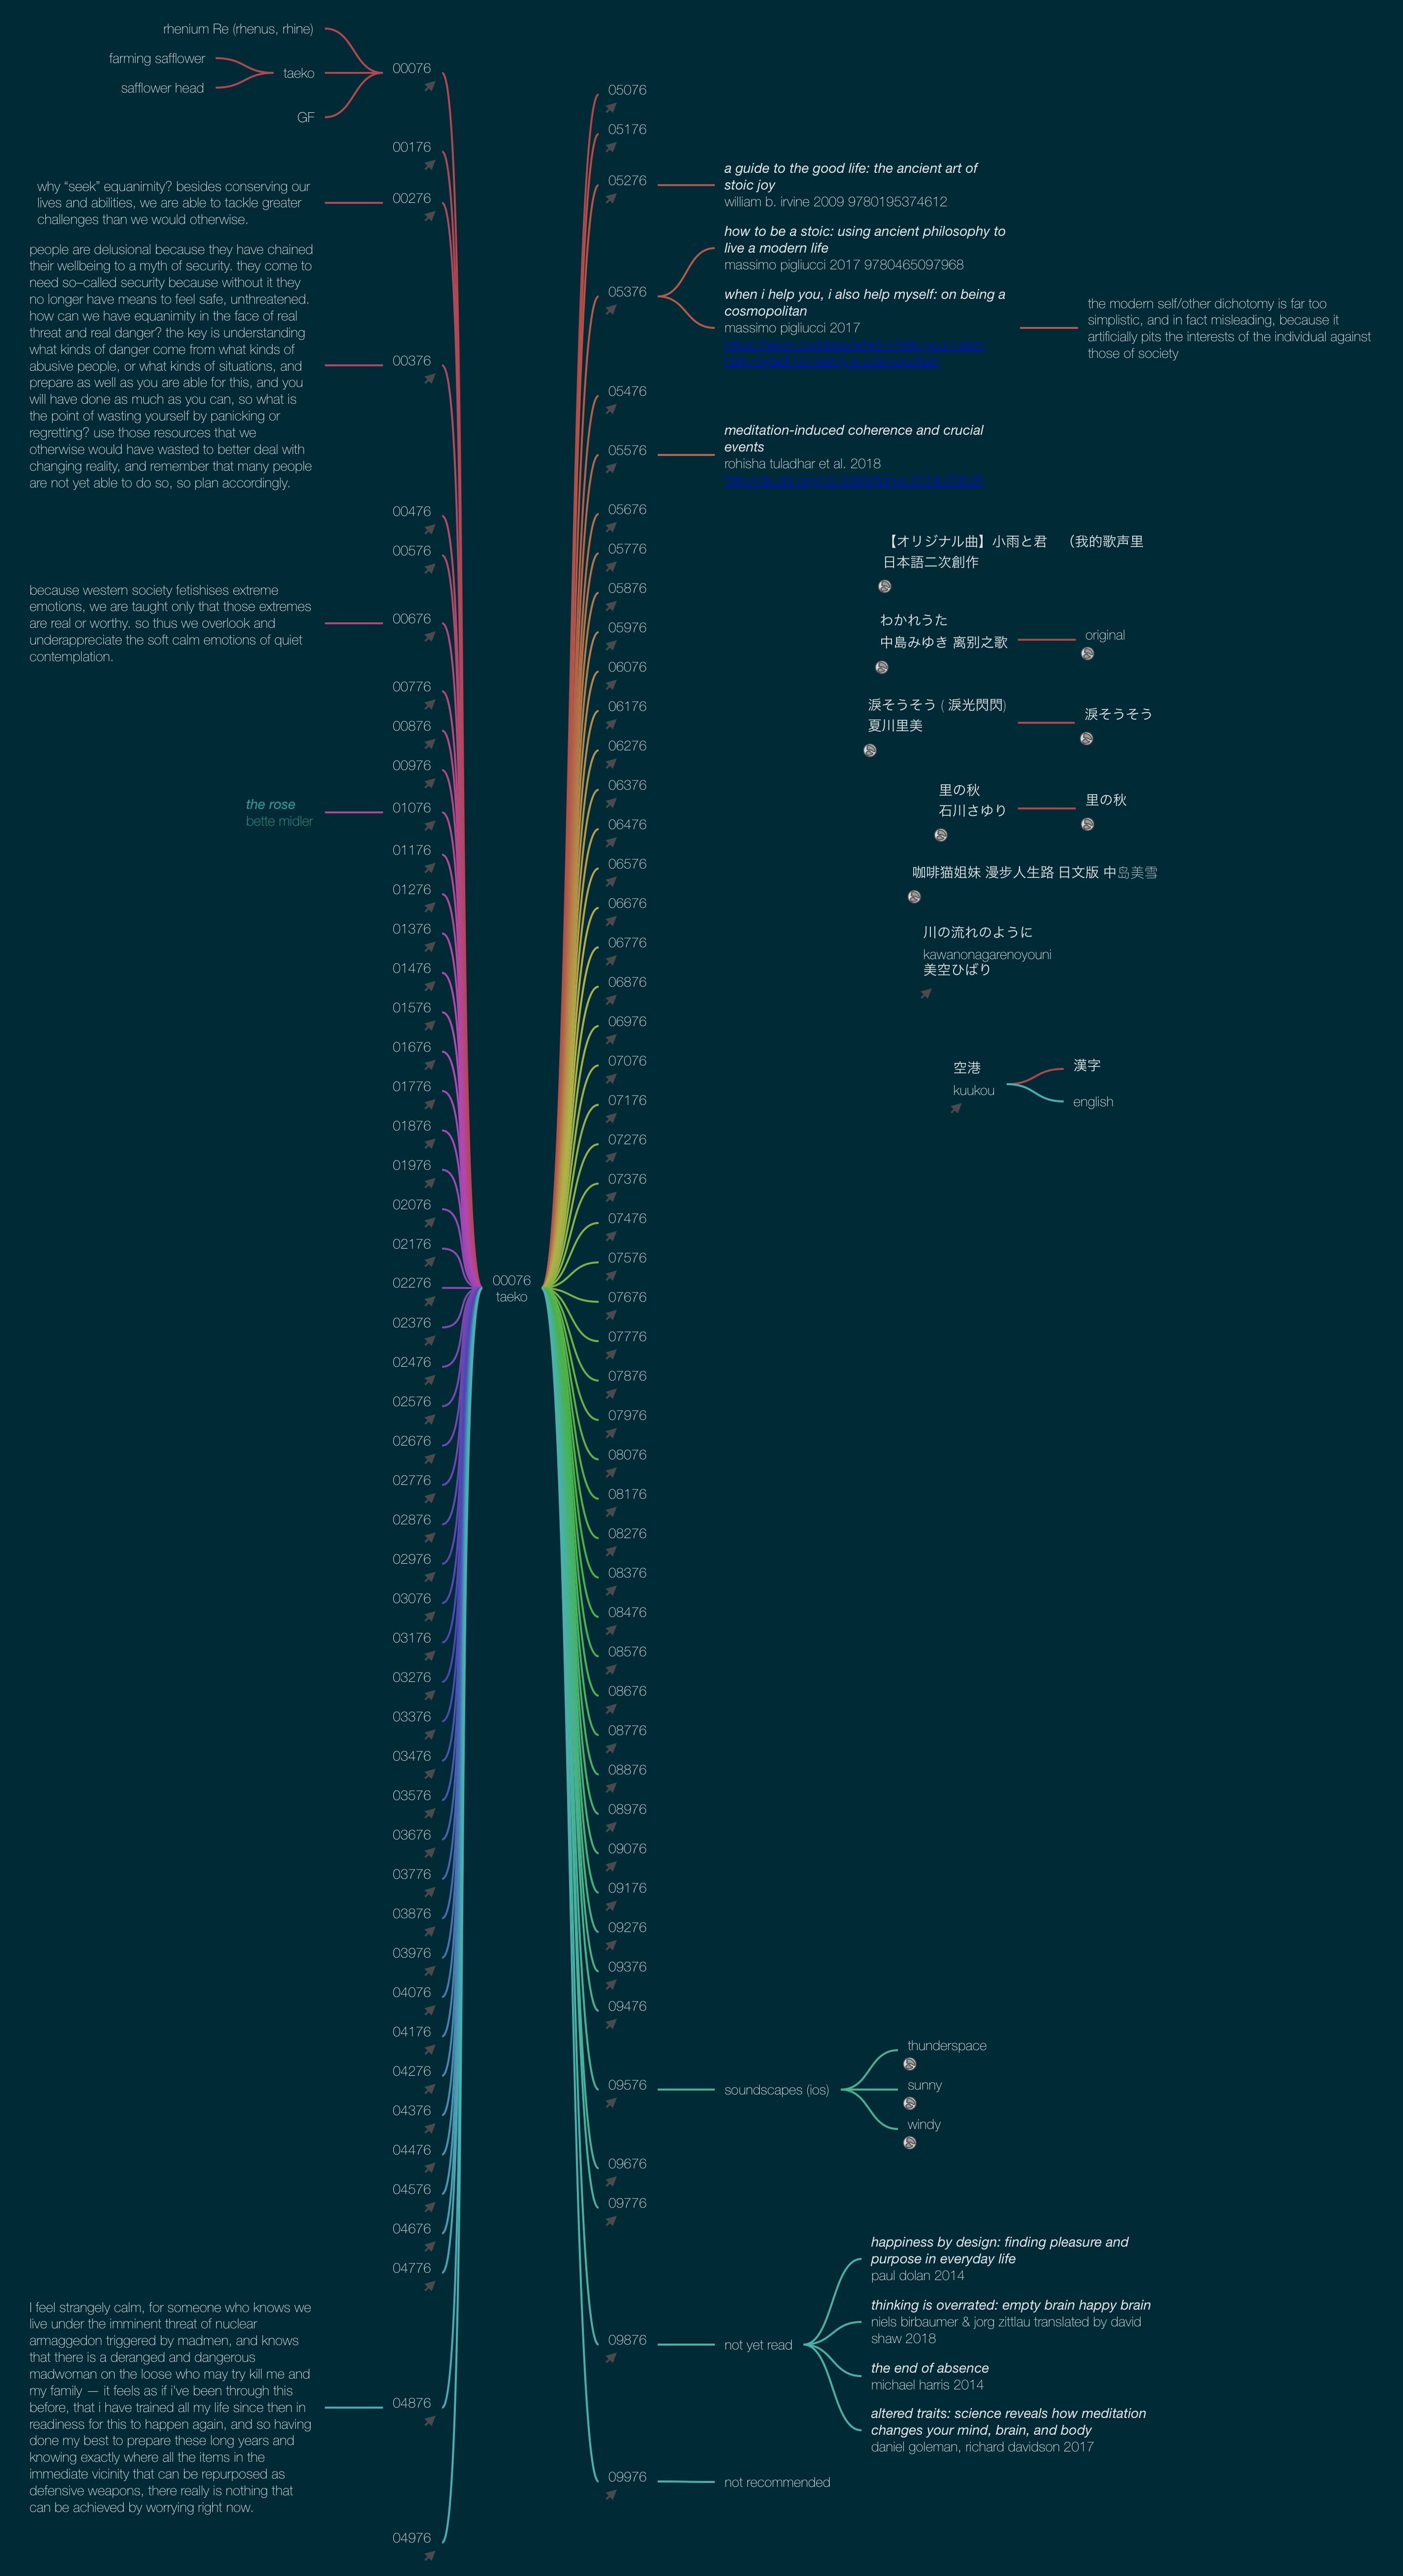 rhenium Re (rhenus, rhine)
farming safflower
safflower head
taeko
GF
00076
00176
why “seek” equanimity? besides conserving our
lives and abilities, we are able to tackle greater
challenges than we would otherwise.
00276
people are delusional because they have chained
their wellbeing to a myth of security. they come to
need so–called security because without it they
no longer have means to feel safe, unthreatened.
how can we have equanimity in the face of real
threat and real danger? the key is understanding
what kinds of danger come from what kinds of
abusive people, or what kinds of situations, and
prepare as well as you are able for this, and you
will have done as much as you can, so what is
the point of wasting yourself by panicking or
regretting? use those resources that we
otherwise would have wasted to better deal with
changing reality, and remember that many people
are not yet able to do so, so plan accordingly.
00376
00476
00576
because western society fetishises extreme
emotions, we are taught only that those extremes
are real or worthy. so thus we overlook and
underappreciate the soft calm emotions of quiet
contemplation.
00676
00776
00876
00976
the rose
bette midler
01076
01176
01276
01376
01476
01576
01676
01776
01876
01976
02076
02176
02276
02376
02476
02576
02676
02776
02876
02976
03076
03176
03276
03376
03476
03576
03676
03776
03876
03976
04076
04176
04276
04376
04476
04576
04676
04776
I feel strangely calm, for someone who knows we
live under the imminent threat of nuclear
armaggedon triggered by madmen, and knows
that there is a deranged and dangerous
madwoman on the loose who may try kill me and
my family — it feels as if i've been through this
before, that i have trained all my life since then in
readiness for this to happen again, and so having
done my best to prepare these long years and
knowing exactly where all the items in the
immediate vicinity that can be repurposed as
defensive weapons, there really is nothing that
can be achieved by worrying right now.
04876
04976
00076
taeko
05076
05176
05276
a guide to the good life: the ancient art of
stoic joy
william b. irvine 2009 9780195374612
05376
how to be a stoic: using ancient philosophy to
live a modern life
massimo pigliucci 2017 9780465097968
when i help you, i also help myself: on being a
cosmopolitan
massimo pigliucci 2017
the modern self/other dichotomy is far too
simplistic, and in fact misleading, because it
artificially pits the interests of the individual against
those of society
05476
05576
meditation-induced coherence and crucial
events
rohisha tuladhar et al. 2018
05676
05776
05876
05976
06076
06176
06276
06376
06476
06576
06676
06776
06876
06976
07076
07176
07276
07376
07476
07576
07676
07776
07876
07976
08076
08176
08276
08376
08476
08576
08676
08776
08876
08976
09076
09176
09276
09376
09476
09576
soundscapes (ios)
thunderspace
sunny
windy
09676
09776
09876
not yet read
happiness by design: finding pleasure and
purpose in everyday life
paul dolan 2014
thinking is overrated: empty brain happy brain
niels birbaumer & jorg zittlau translated by david
shaw 2018
the end of absence
michael harris 2014
altered traits: science reveals how meditation
changes your mind, brain, and body
daniel goleman, richard davidson 2017
09976
not recommended
【オリジナル曲】小雨と君 （我的歌声里
日本語二次創作
わかれうた
中島みゆき 离别之歌
original
涙そうそう ( 淚光閃閃)
夏川里美
涙そうそう
里の秋
石川さゆり
里の秋
咖啡猫姐妹 漫步人生路 日文版 中岛美雪
川の流れのように
kawanonagarenoyouni
美空ひばり
空港
kuukou
漢字
english